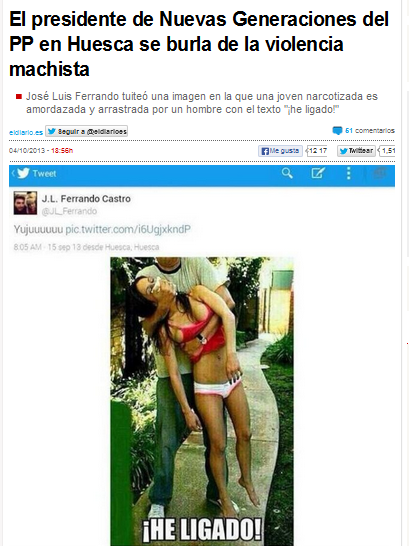 El presidente de Nuevas Generaciones del
PP en Huesca se burla de la violencia
machista
José Luis Ferrando tuiteó una imagen en la que una joven narcotizada es
amordazada y arrastrada por un hombre con el texto "¡he ligado!"
eldiario.es Seguir a @eldiarioes 61 comentarios
04/10/2013 - 18:56h Me gusta 1217 Twittear 1,51
Tweet
J.L. Ferrando Castro
@JL_Ferrando
Yujuuuuuu pic.twitter.com/i6UgjxkndP
8:05 AM · 15 sep 13 desde Huesca, Huesca
¡HE LIGADO!